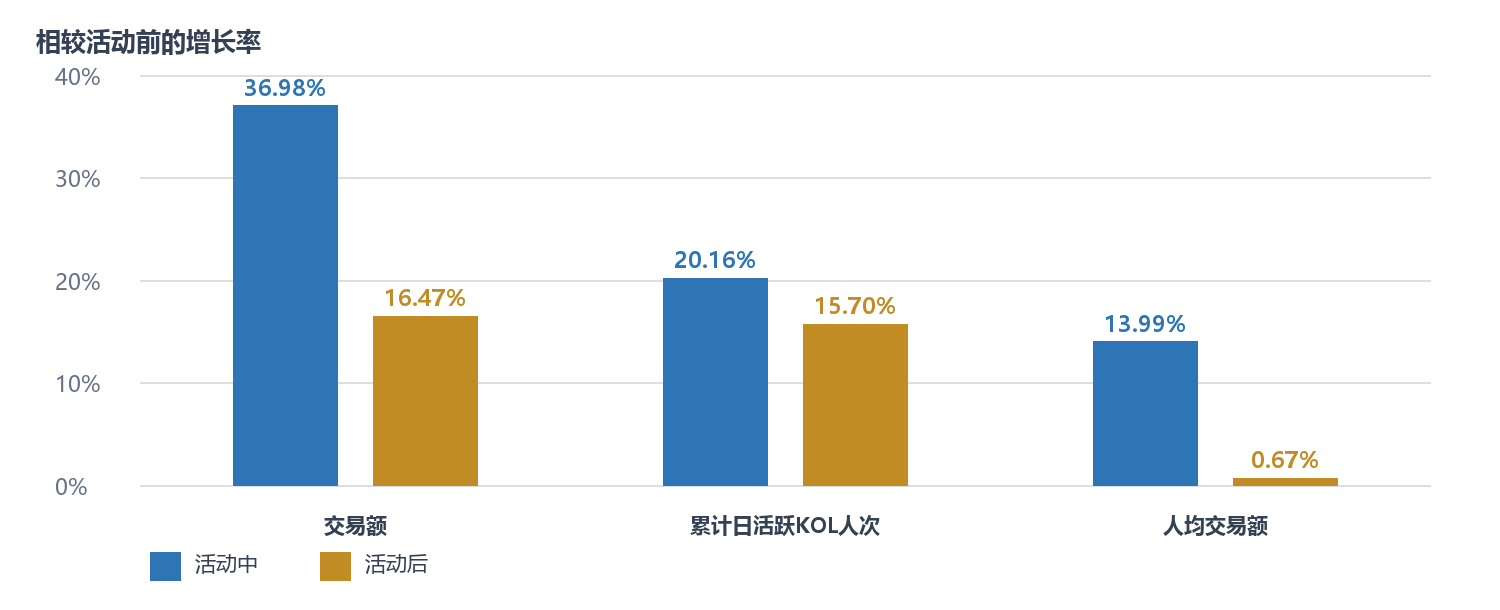 相较活动前的增长率
40%
36.98%
30%
20.16%
20%
16.47%
15.70%
13.99%
10%
0.67%
0%
交易额
累计日活跃KOL人次
人均交易额
活动中
活动后